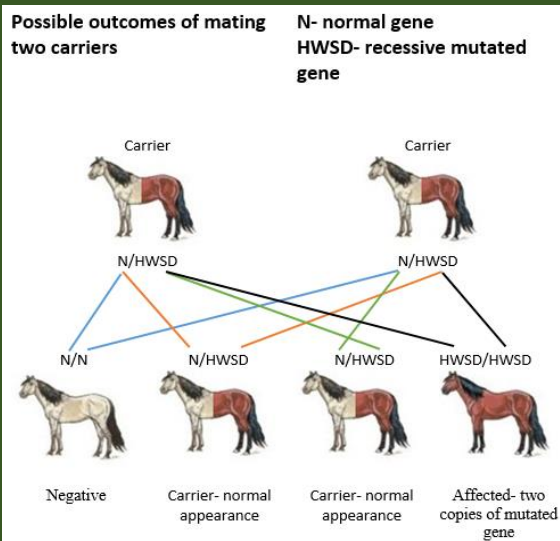 Possible outcomes of mating
two carriers
N- normal gene
HWSD- recessive mutated
gene
Carrier
Carrier
N/HWSD
N/HWSD
N/N
N/HWSD
N/HWSD
HWSD/HWSD
Negative
Carrier- normal
appearance
Carrier- normal
appearance
Affected- two
copies of mutated
gene